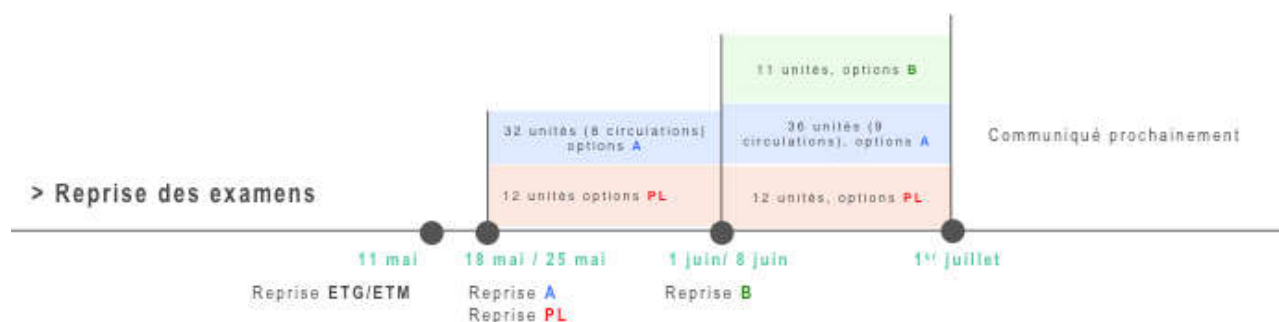 11 unités, options B
32 unités (8 circulations)
options A
36 unités (9
circulations), options A
Communiqué prochainement
> Reprise des examens
12 unités options PL
12 unités, options PL
11 mai
18 mai / 25 mai
1 juin/ 8 juin
1er juillet
Reprise ETG/ETM
Reprise A
Reprise B
Reprise PL